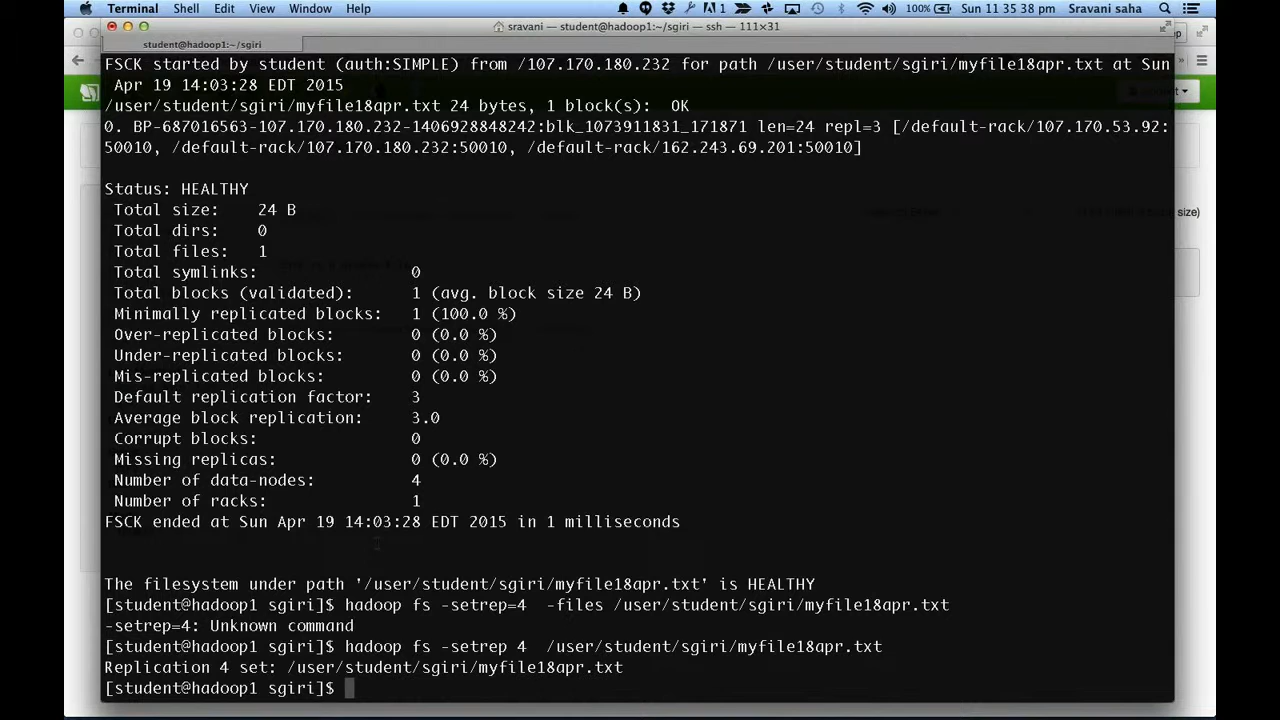 Terminal Shell Edit View Window Help 1 100% Sun 11 35 38 pm Sravani saha
sravani — student@hadoop1:~/sgiri — ssh — 111×31
student@hadoop1:~/sgiri
FSCK started by student (auth:SIMPLE) from /107.170.180.232 for path /user/student/sgiri/myfile18apr.txt at Sun
Apr 19 14:03:28 EDT 2015
/user/student/sgiri/myfile18apr.txt 24 bytes, 1 block(s):  OK
0. BP-687016563-107.170.180.232-1406928848242:blk_1073911831_171871 len=24 repl=3 [/default-rack/107.170.53.92:
50010, /default-rack/107.170.180.232:50010, /default-rack/162.243.69.201:50010]
Status: HEALTHY
Total size:    24 B
Total dirs:    0
Total files:   1
Total symlinks:                0
Total blocks (validated):      1 (avg. block size 24 B)
Minimally replicated blocks:   1 (100.0 %)
Over-replicated blocks:        0 (0.0 %)
Under-replicated blocks:       0 (0.0 %)
Mis-replicated blocks:         0 (0.0 %)
Default replication factor:    3
Average block replication:     3.0
Corrupt blocks:                0
Missing replicas:              0 (0.0 %)
Number of data-nodes:          4
Number of racks:               1
FSCK ended at Sun Apr 19 14:03:28 EDT 2015 in 1 milliseconds
The filesystem under path '/user/student/sgiri/myfile18apr.txt' is HEALTHY
[student@hadoop1 sgiri]$ hadoop fs -setrep=4  -files /user/student/sgiri/myfile18apr.txt
-setrep=4: Unknown command
[student@hadoop1 sgiri]$ hadoop fs -setrep 4  /user/student/sgiri/myfile18apr.txt
Replication 4 set: /user/student/sgiri/myfile18apr.txt
[student@hadoop1 sgiri]$
size)